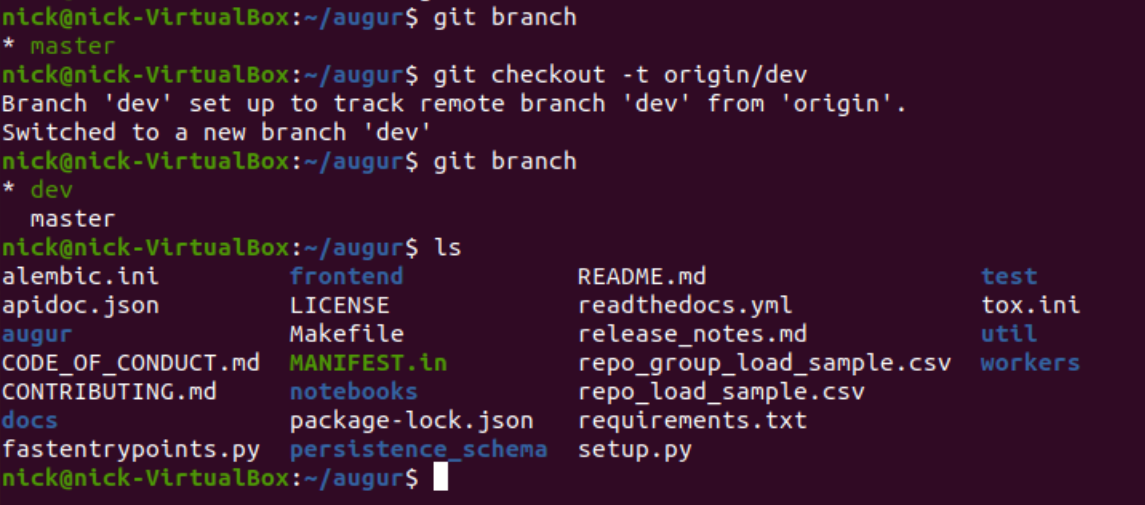 nick@nick-VirtualBox:~/augur$ git branch
* master
nick@nick-VirtualBox:~/augur$ git checkout -t origin/dev
Branch 'dev' set up to track remote branch 'dev' from 'origin'.
Switched to a new branch 'dev'
nick@nick-VirtualBox:~/augur$ git branch
* dev
  master
nick@nick-VirtualBox:~/augur$ ls
alembic.ini         frontend            README.md                   test
apidoc.json         LICENSE             readthedocs.yml             tox.ini
augur               Makefile            release_notes.md            util
CODE_OF_CONDUCT.md  MANIFEST.in         repo_group_load_sample.csv  workers
CONTRIBUTING.md     notebooks           repo_load_sample.csv
docs                package-lock.json   requirements.txt
fastentrypoints.py  persistence_schema  setup.py
nick@nick-VirtualBox:~/augur$